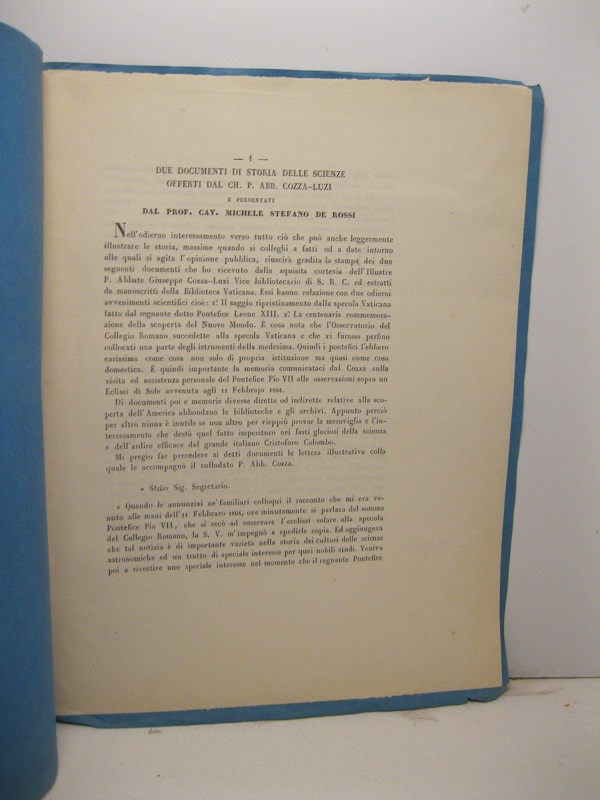 — 1 —
DUE DOCUMENTI DI STORIA DELLE SCIENZE
OFFERTI DAL CH. P. ABB. COZZA-LUZI
E PRESENTATI
DAL PROF. CAV. MICHELE STEFANO DE ROSSI
Nell'odierno interessamento verso tutto ciò che può anche leggermente
illustrare le storia, massime quando si colleghi a fatti od a date intorno
alle quali si agita l'opinione pubblica, riuscirà gradita la stampa dei due
seguenti documenti che ho ricevuto dalla squisita cortesia dell'Illustre
P. Abbate Giuseppe Cozza-Luzi Vice bibliotecario di S. R. C. ed estratti
da manoscritti della Biblioteca Vaticana. Essi hanno relazione con due odierni
avvenimenti scientifici cioè: 1.° Il saggio ripristinamento dalla specola Vaticana
fatto dal regnante dotto Pontefice Leone XIII. 2.° La centenaria commemora-
zione della scoperta del Nuovo Mondo. È cosa nota che l'Osservatorio del
Collegio Romano succedette alla specola Vaticana e che vi furono perfino
collocati una parte degli istrumenti della medesima. Quindi i pontefici l'ebbero
carissima come cosa non solo di propria istituzione ma quasi come cosa
domestica. È quindi importante la memoria comunicataci dal Cozza sulla
visita ed assistenza personale del Pontefice Pio VII alle osservazioni sopra un
Eclissi di Sole avvenuta agli 11 Febbrajo 1804.
Di documenti poi e memorie diverse dirette od indirette relative alla sco-
perta dell'America abbondano le biblioteche e gli archivi. Appunto perciò
per altro niuna è inutile se non altro per vieppiù provar la meraviglia e l'in-
teressamento che destò quel fatto imperituro nei fasti gloriosi della scienza
e dell'ardire efficace del grande italiano Cristoforo Colombo.
Mi pregio far precedere ai detti documenti le lettera illustrativa colla
quale le accompagnò il sullodato P. Abb. Cozza.
« Stimo Sig. Segretario.
« Quando le annunziai ne' familiari colloqui il racconto che mi era ve-
nuto alle mani dell'11 Febbraro 1804, ore minutamente si parlava del sommo
Pontefice Pio VII, che si recò ad osservare l'ecclissi solare alla specola
del Collegio Romano, la S. V. m'impegnò a spedirle copia. Ed aggiungeva
che tal notizia è di importante varietà nella storia dei cultori delle scienze
astronomiche ed un tratto di speciale interesse per quei nobili studi. Veniva
poi a rivestire uno speciale interesse nel momento che il regnante Pontefice